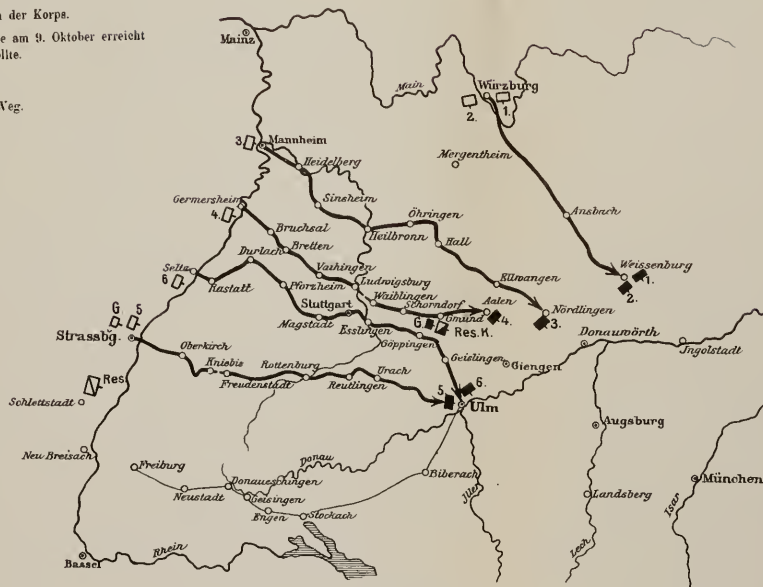 der Korps.
am 9. Oktober erreicht
Weg.
Mainz
Main
Würzburg
2.
1.
3
Mannheim
Heidelberg
Mergentheim
Sinsheim
Germersheim
4.
Öhringen
Ansbach
Bruchsal
Heilbronn
Hall
Durlach
Bretten
Selta
6
Vaihingen
Ludwigsburg
Ellwangen
Weissenburg
1.
2.
Rastatt
Pforzheim
Waiblingen
Schorndorf
Aalen
Nördlingen
Stuttgart
Gmünd
4.
3.
G
5
Magstadt
Esslingen
G.
Res.K.
Donauwörth
Strassbg.
Göppingen
Ingolstadt
Oberkirch
Kniebis
Rottenburg
Geislingen
Giengen
Res
Freudenstadt
Reutlingen
Urach
5.
6.
Schlettstadt
Ulm
Augsburg
Neu Breisach
Freiburg
Donau
Donaueschingen
Biberach
München
Neustadt
Geisingen
Iller
Landsberg
Isar
Engen
Stockach
Lech
Basel
Rhein